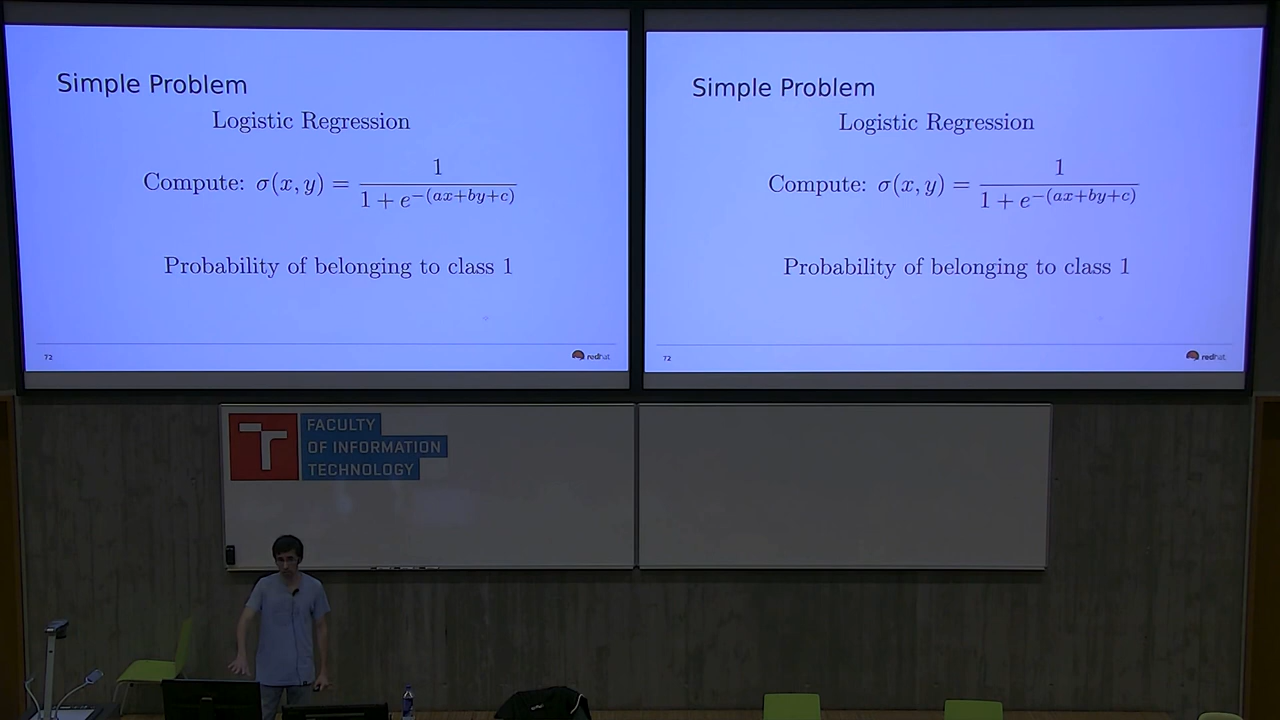 Simple Problem
Logistic Regression
Compute: σ(x, y) = 1 / (1 + e^−(ax+by+c))
Probability of belonging to class 1
72
redhat
Simple Problem
Logistic Regression
Compute: σ(x, y) = 1 / (1 + e^−(ax+by+c))
Probability of belonging to class 1
72
redhat
FACULTY
OF INFORMATION
TECHNOLOGY